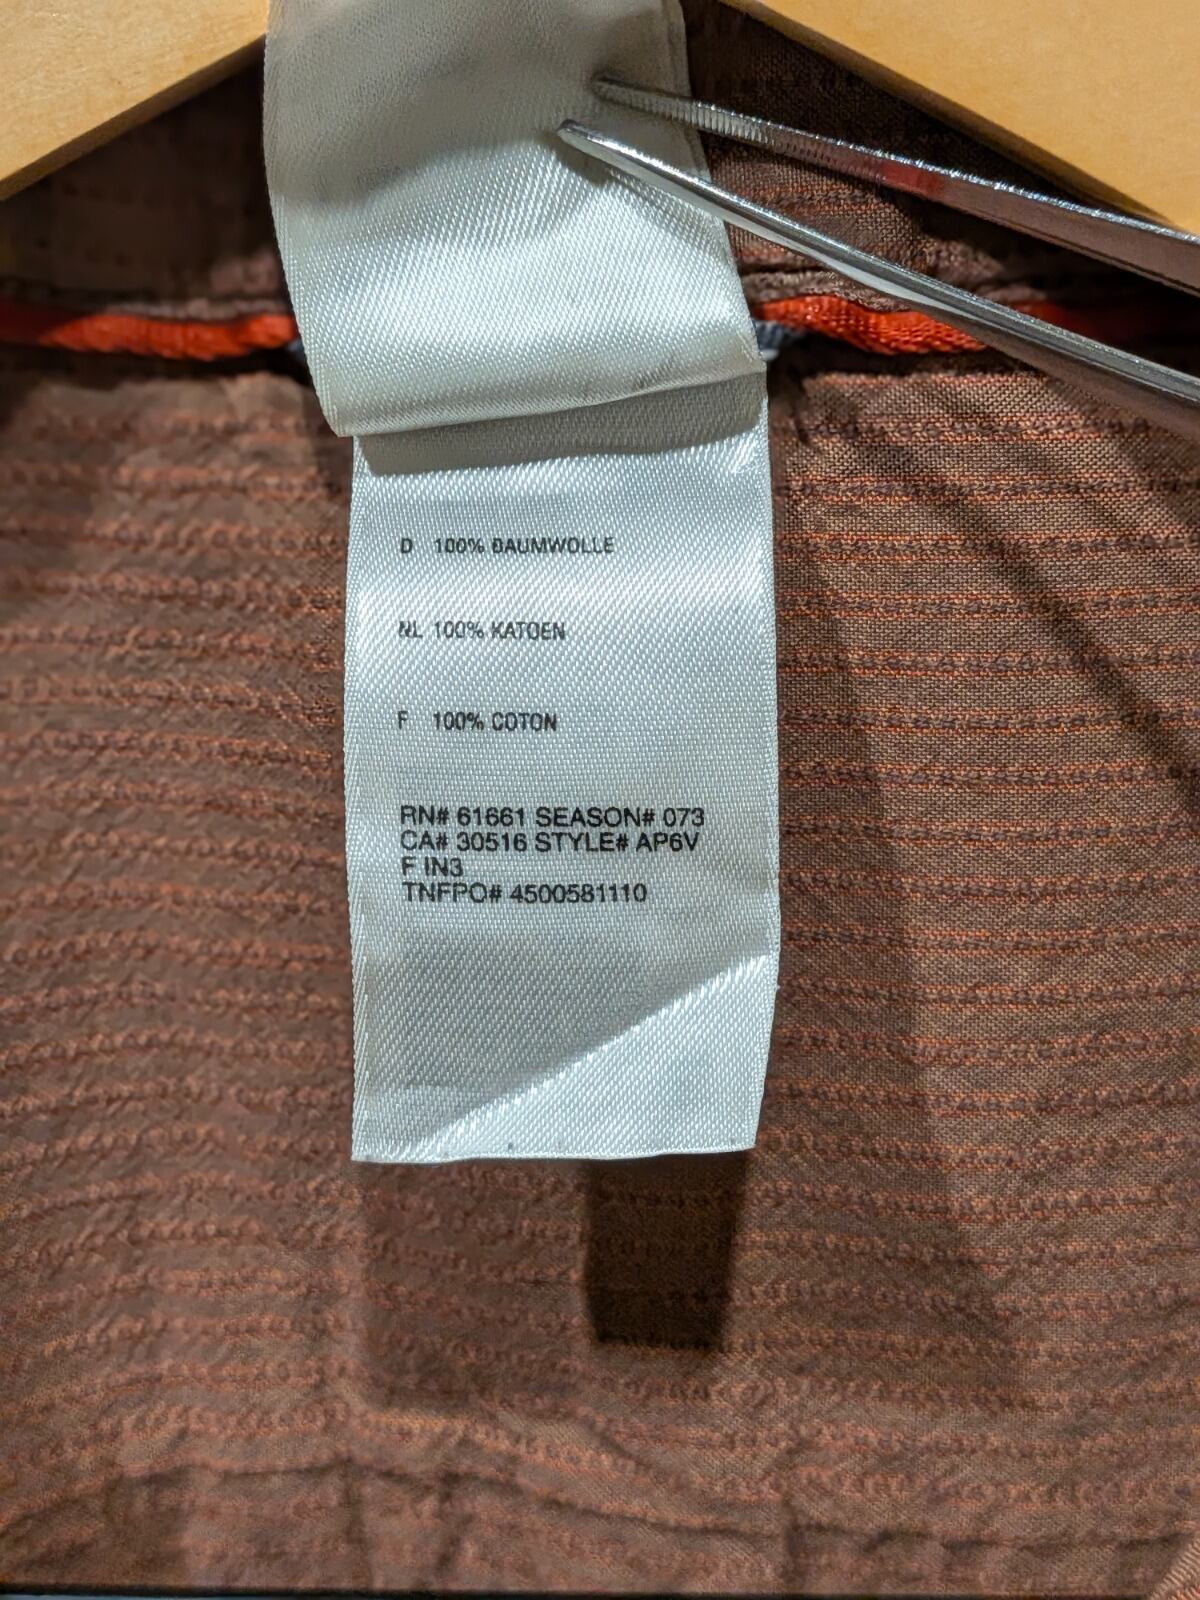 D 100% BAUMWOLLE
NL 100% KATOEN
F 100% COTON
RN# 61661 SEASON# 073
CA# 30516 STYLE# AP6V
F IN3
TNFPO# 4500581110